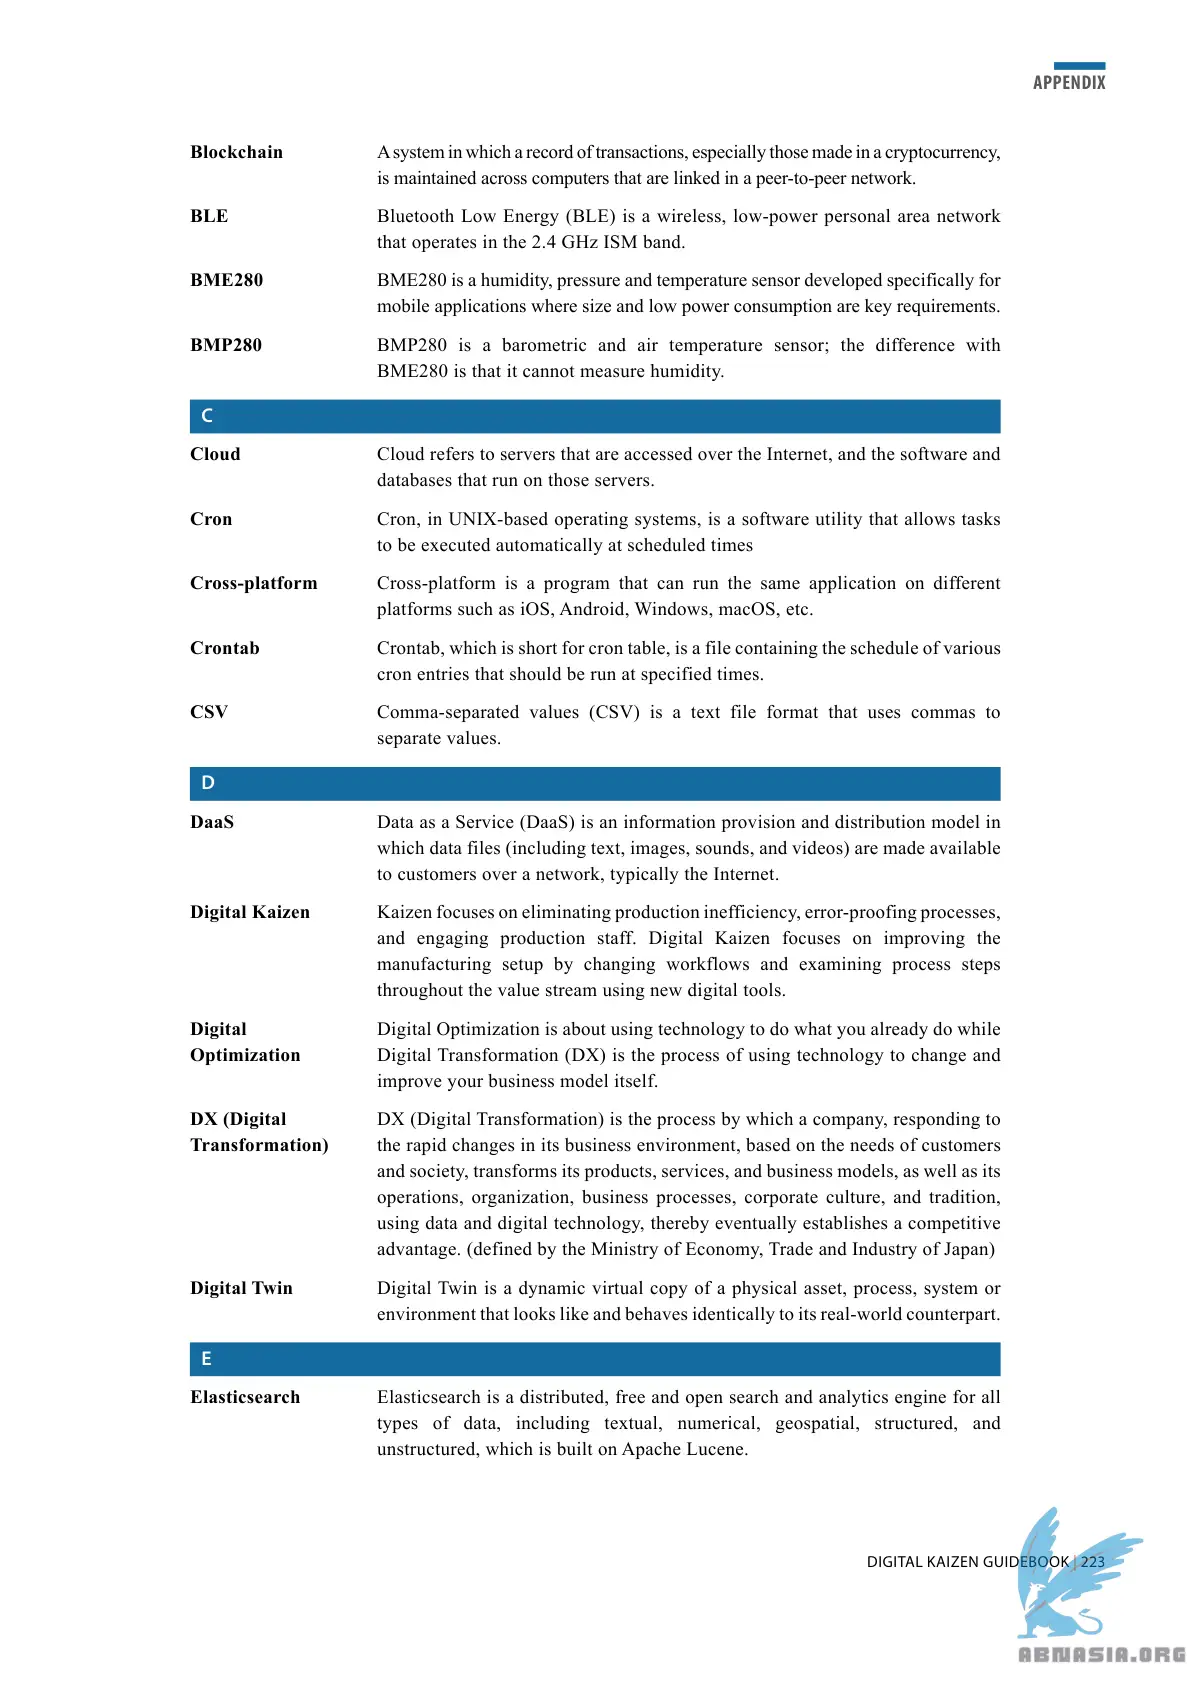 APPENDIX
Blockchain
A system in which a record of transactions, especially those made in a cryptocurrency,
is maintained across computers that are linked in a peer-to-peer network.
BLE
Bluetooth Low Energy (BLE) is a wireless, low-power personal area network
that operates in the 2.4 GHz ISM band.
BME280
BME280 is a humidity, pressure and temperature sensor developed specifically for
mobile applications where size and low power consumption are key requirements.
BMP280
BMP280 is a barometric and air temperature sensor; the difference with
BME280 is that it cannot measure humidity.
C
Cloud
Cloud refers to servers that are accessed over the Internet, and the software and
databases that run on those servers.
Cron
Cron, in UNIX-based operating systems, is a software utility that allows tasks
to be executed automatically at scheduled times
Cross-platform
Cross-platform is a program that can run the same application on different
platforms such as iOS, Android, Windows, macOS, etc.
Crontab
Crontab, which is short for cron table, is a file containing the schedule of various
cron entries that should be run at specified times.
CSV
Comma-separated values (CSV) is a text file format that uses commas to
separate values.
D
DaaS
Data as a Service (DaaS) is an information provision and distribution model in
which data files (including text, images, sounds, and videos) are made available
to customers over a network, typically the Internet.
Digital Kaizen
Kaizen focuses on eliminating production inefficiency, error-proofing processes,
and engaging production staff. Digital Kaizen focuses on improving the
manufacturing setup by changing workflows and examining process steps
throughout the value stream using new digital tools.
Digital
Optimization
Digital Optimization is about using technology to do what you already do while
Digital Transformation (DX) is the process of using technology to change and
improve your business model itself.
DX (Digital
Transformation)
DX (Digital Transformation) is the process by which a company, responding to
the rapid changes in its business environment, based on the needs of customers
and society, transforms its products, services, and business models, as well as its
operations, organization, business processes, corporate culture, and tradition,
using data and digital technology, thereby eventually establishes a competitive
advantage. (defined by the Ministry of Economy, Trade and Industry of Japan)
Digital Twin
Digital Twin is a dynamic virtual copy of a physical asset, process, system or
environment that looks like and behaves identically to its real-world counterpart.
E
Elasticsearch
Elasticsearch is a distributed, free and open search and analytics engine for all
types of data, including textual, numerical, geospatial, structured, and
unstructured, which is built on Apache Lucene.
DIGITAL KAIZEN GUIDEBOOK | 223
ABNASIA.ORG